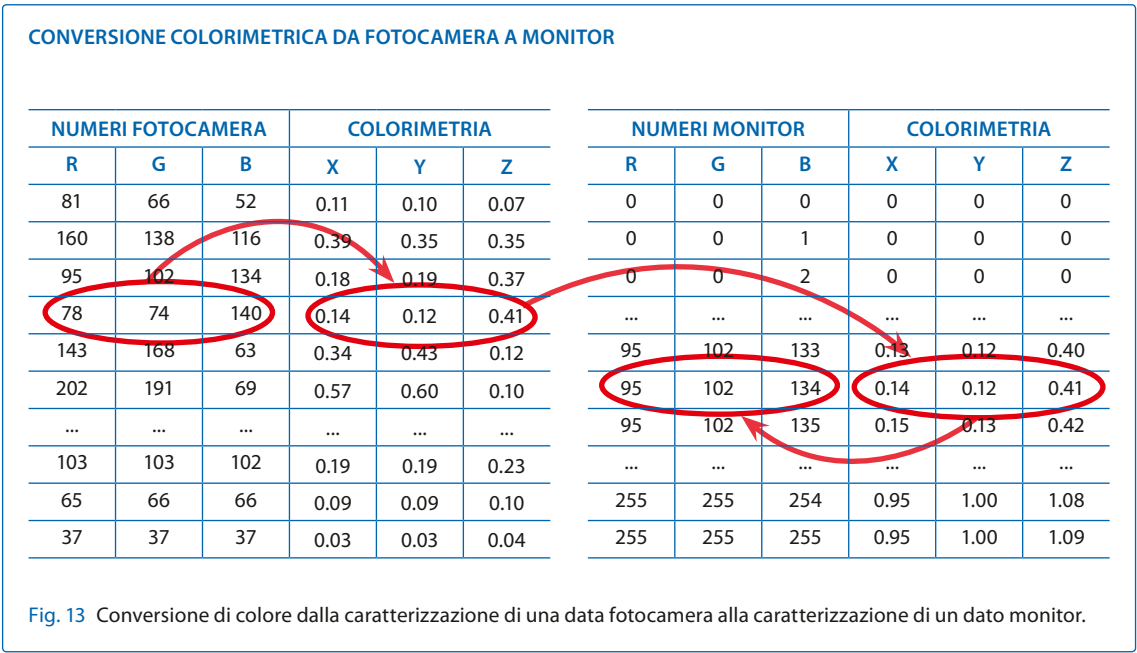 CONVERSIONE COLORIMETRICA DA FOTOCAMERA A MONITOR
NUMERI FOTOCAMERA COLORIMETRIA
R G B X Y Z
81 66 52 0.11 0.10 0.07
160 138 116 0.39 0.35 0.35
95 102 134 0.18 0.19 0.37
78 74 140 0.14 0.12 0.41
143 168 63 0.34 0.43 0.12
202 191 69 0.57 0.60 0.10
... ... ... ... ... ...
103 103 102 0.19 0.19 0.23
65 66 66 0.09 0.09 0.10
37 37 37 0.03 0.03 0.04
NUMERI MONITOR COLORIMETRIA
R G B X Y Z
0 0 0 0 0 0
0 0 1 0 0 0
0 0 2 0 0 0
... ... ... ... ... ...
95 102 133 0.13 0.12 0.40
95 102 134 0.14 0.12 0.41
95 102 135 0.15 0.13 0.42
... ... ... ... ... ...
255 255 254 0.95 1.00 1.08
255 255 255 0.95 1.00 1.09
Fig. 13 Conversione di colore dalla caratterizzazione di una data fotocamera alla caratterizzazione di un dato monitor.